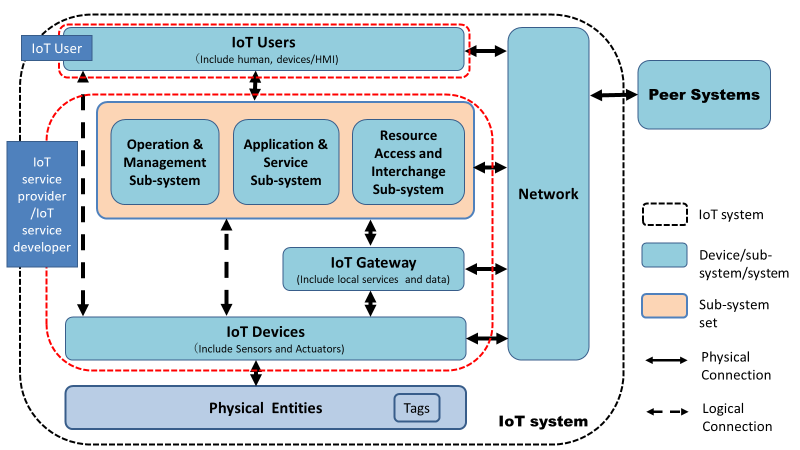 IoT User
IoT Users
(Include human, devices/HMI)
IoT
service
provider
/IoT
service
developer
Operation &
Management
Sub-system
Application &
Service
Sub-system
Resource
Access and
Interchange
Sub-system
IoT Gateway
(Include local services and data)
IoT Devices
(Include Sensors and Actuators)
Physical Entities
Tags
Network
IoT system
Peer Systems
IoT system
Device/sub-
system/system
Sub-system
set
Physical
Connection
Logical
Connection